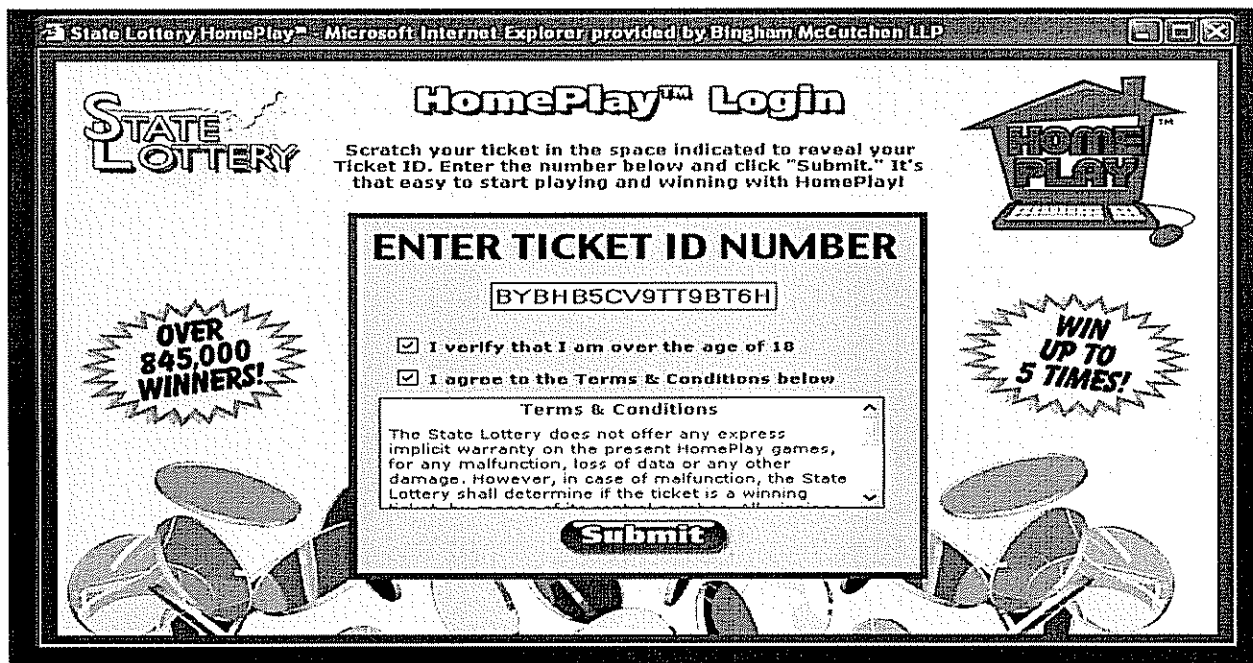 State Lottery HomePlay™ - Microsoft Internet Explorer provided by Bingham McCutchen LLP
STATE
LOTTERY
HomePlay™ Login
Scratch your ticket in the space indicated to reveal your
Ticket ID. Enter the number below and click "Submit." It's
that easy to start playing and winning with HomePlay!
HOME
PLAY
™
ENTER TICKET ID NUMBER
BYBHB5CV9TT9BT6H
OVER
845,000
WINNERS!
I verify that I am over the age of 18
I agree to the Terms & Conditions below
WIN
UP TO
5 TIMES!
Terms & Conditions
The State Lottery does not offer any express
implicit warranty on the present HomePlay games,
for any malfunction, loss of data or any other
damage. However, in case of malfunction, the State
Lottery shall determine if the ticket is a winning
Submit